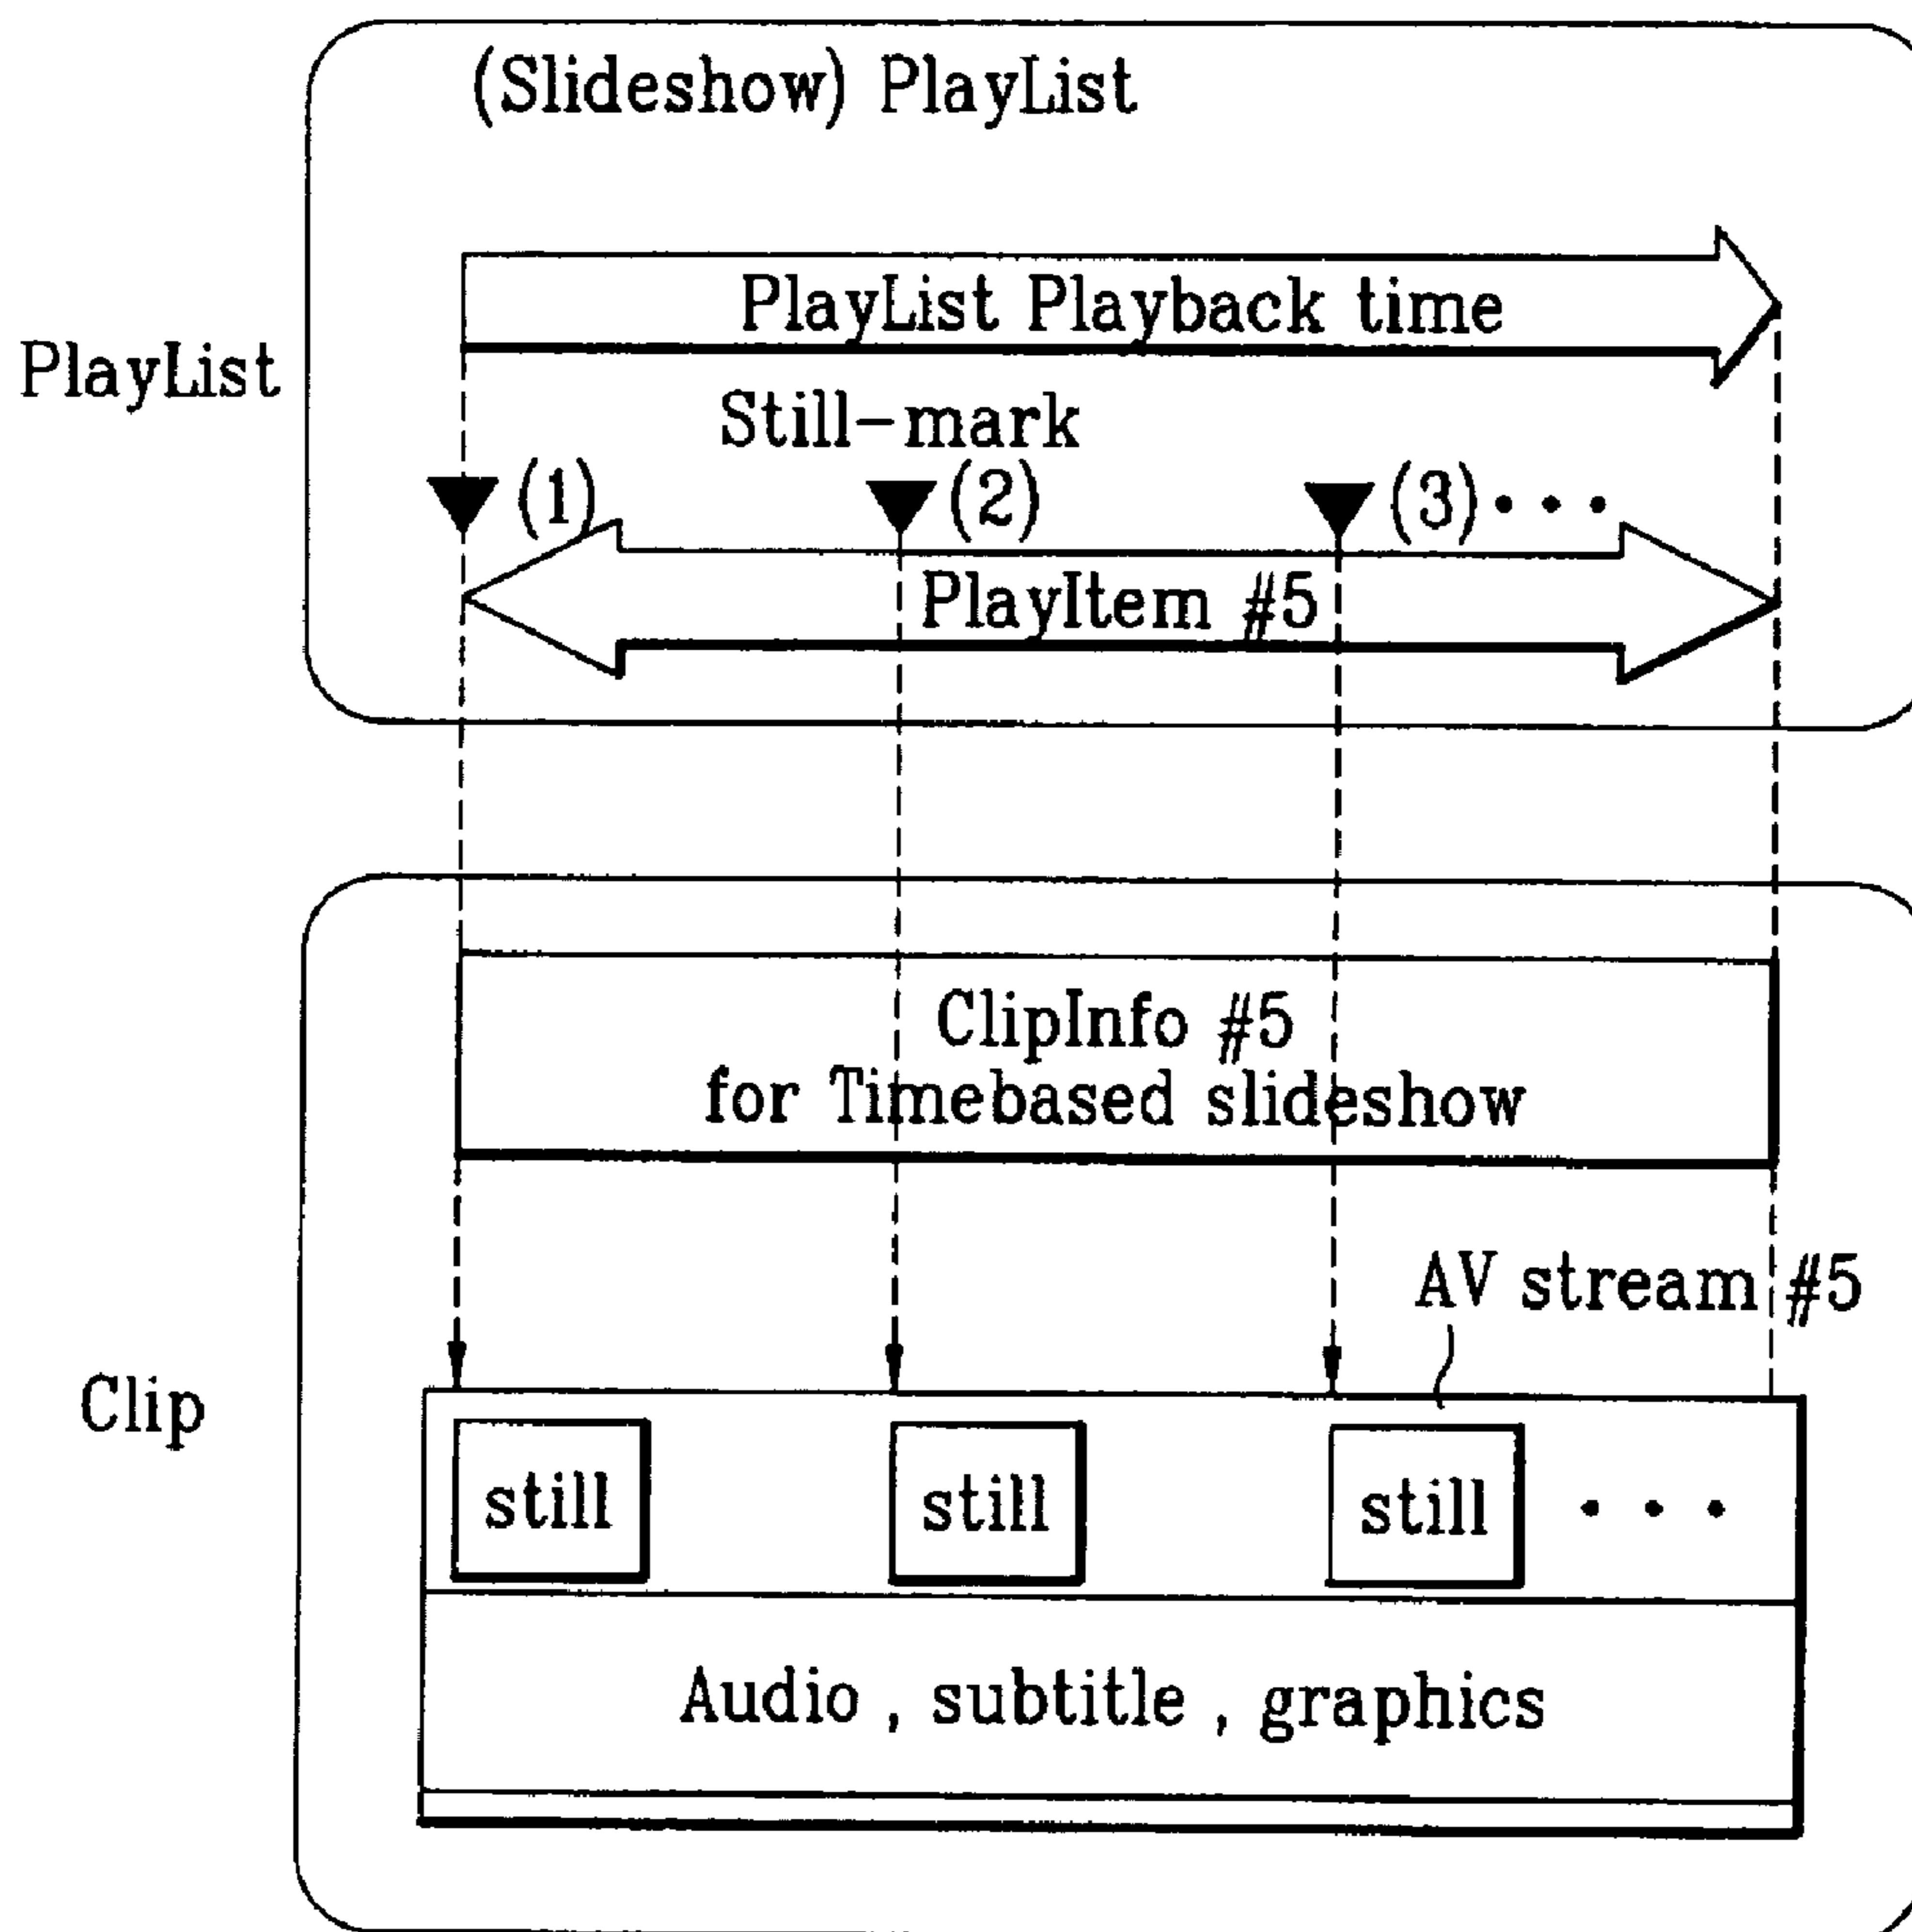 (Slideshow) PlayList
PlayList Playback time
PlayList
Still-mark
(1) (2) (3)...
PlayItem #5
ClipInfo #5
for Timebased slideshow
AV stream #5
Clip
still still still ...
Audio , subtitle , graphics